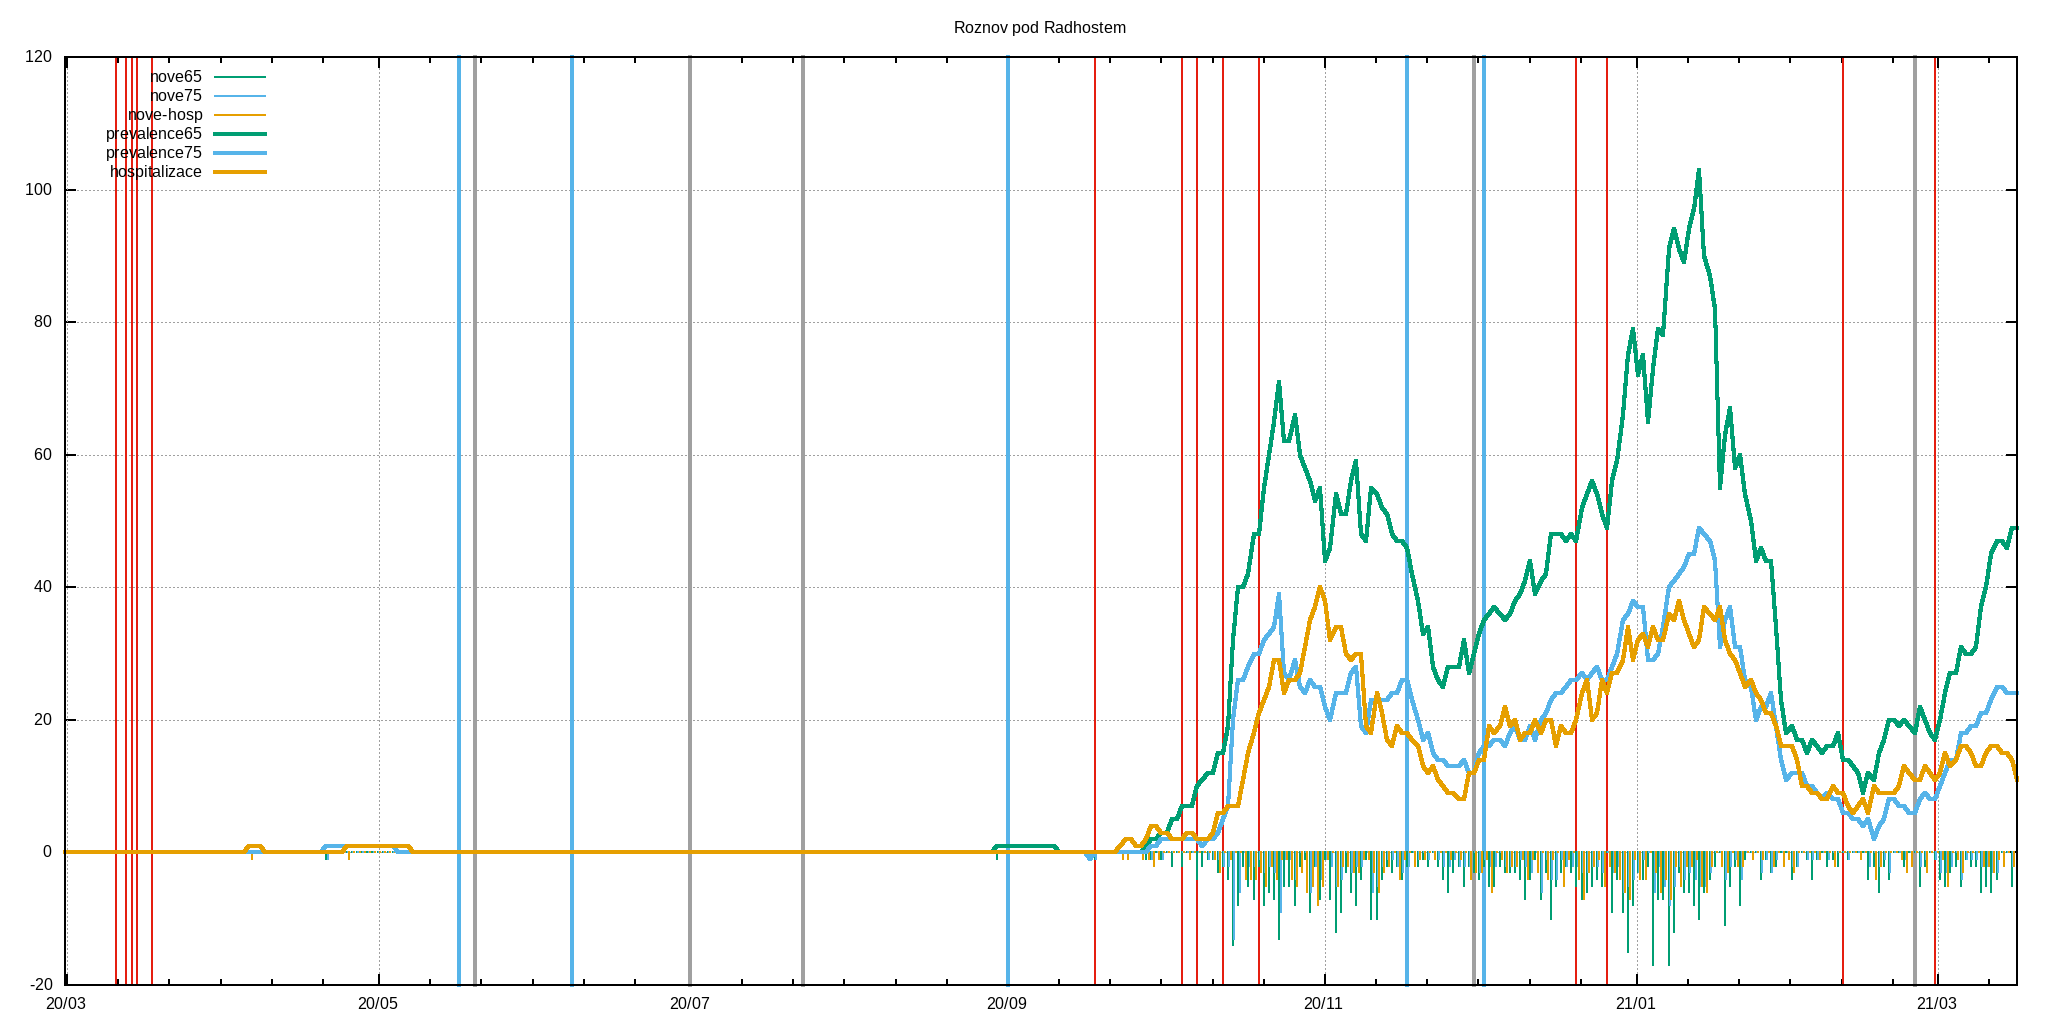 Roznov pod Radhostem
120
nove65
nove75
nove-hosp
prevalence65
prevalence75
hospitalizace
100
80
60
40
20
0
-20
20/03 20/05 20/07 20/09 20/11 21/01 21/03